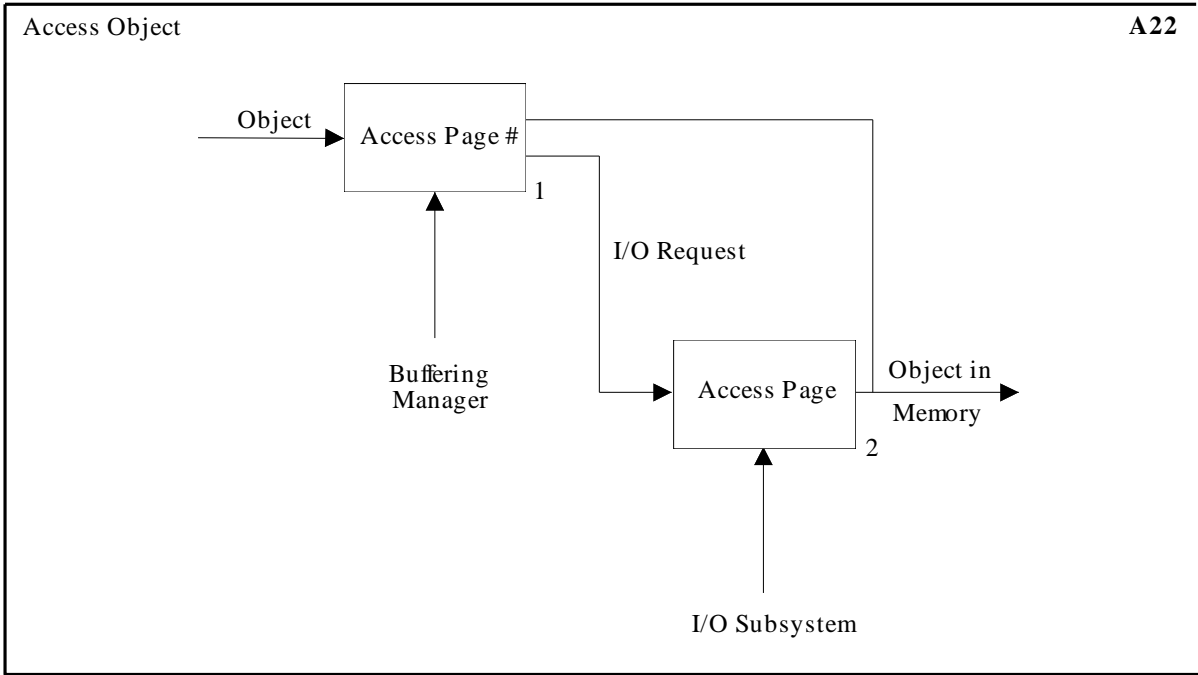 Access Object
A22
Object
Access Page #
1
I/O Request
Buffering
Manager
Access Page
2
Object in
Memory
I/O Subsystem